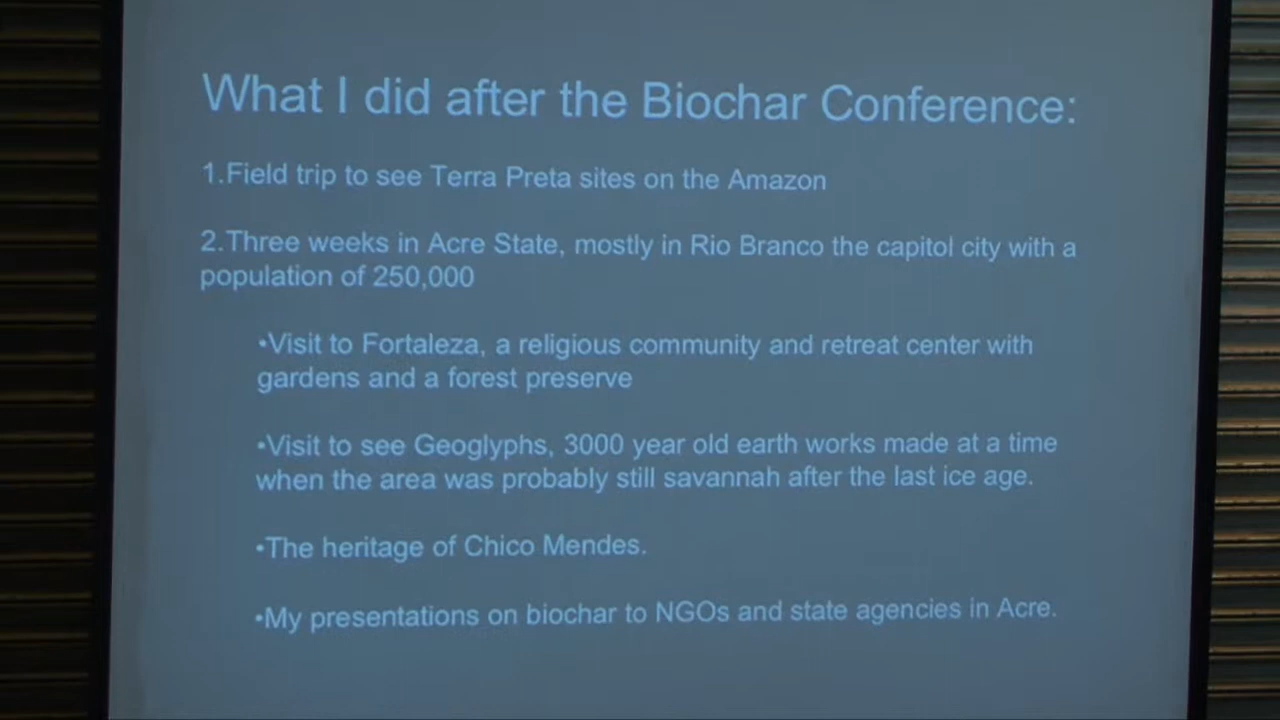 What I did after the Biochar Conference:
1.Field trip to see Terra Preta sites on the Amazon
2.Three weeks in Acre State, mostly in Rio Branco the capitol city with a
population of 250,000
•Visit to Fortaleza, a religious community and retreat center with
gardens and a forest preserve
•Visit to see Geoglyphs, 3000 year old earth works made at a time
when the area was probably still savannah after the last ice age.
•The heritage of Chico Mendes.
•My presentations on biochar to NGOs and state agencies in Acre.